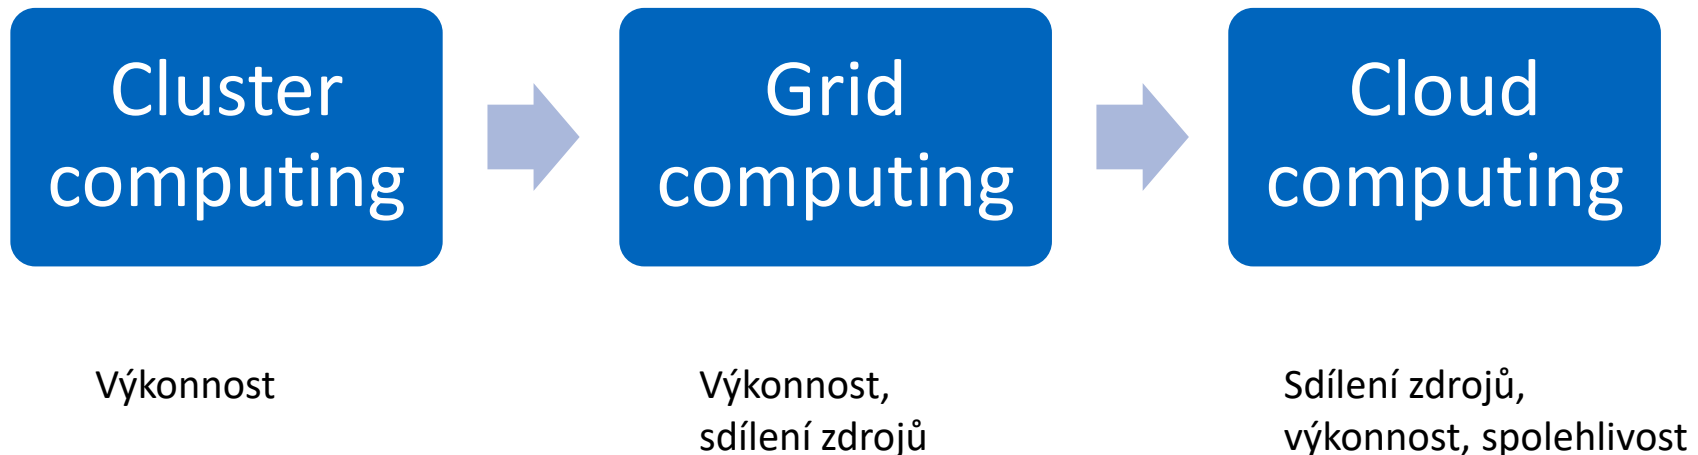 Cluster
computing
Grid
computing
Cloud
computing
Výkonnost
Výkonnost,
sdílení zdrojů
Sdílení zdrojů,
výkonnost, spolehlivost